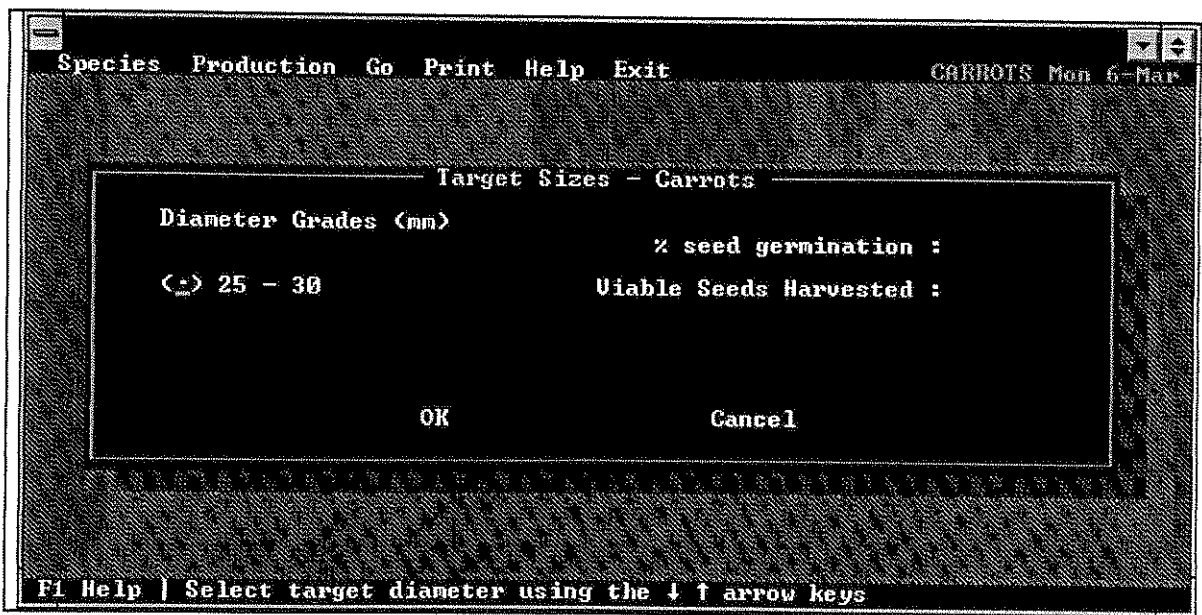 Species Production Go Print Help Exit CARROTS Mon 6-Mar
Target Sizes - Carrots
Diameter Grades (mm)
% seed germination :
(·) 25 - 30 Viable Seeds Harvested :
OK Cancel
F1 Help | Select target diameter using the ↓ ↑ arrow keys